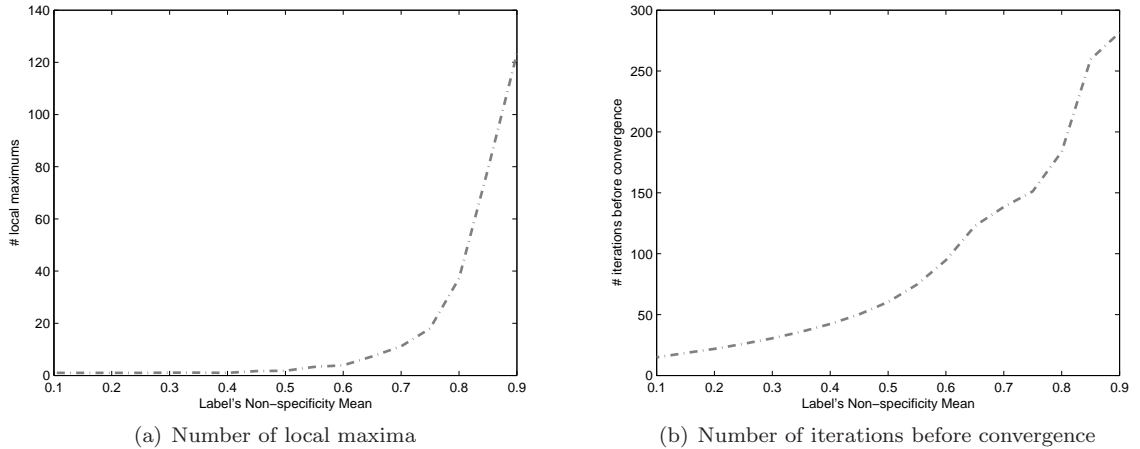 140
120
100
80
60
40
20
0
# local maximums
0.1 0.2 0.3 0.4 0.5 0.6 0.7 0.8 0.9
Label's Non−specificity Mean
(a) Number of local maxima
300
250
200
150
100
50
0
# iterations before convergence
0.1 0.2 0.3 0.4 0.5 0.6 0.7 0.8 0.9
Label's Non−specificity Mean
(b) Number of iterations before convergence